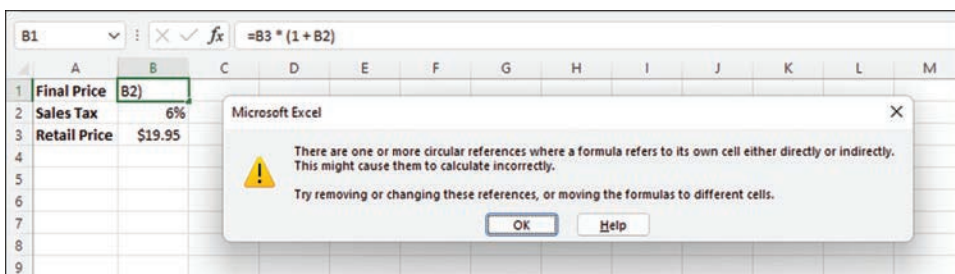 B1 fx =B3 * (1 + B2)
A B C D E F G H I J K L M
1 Final Price B2)
2 Sales Tax 6%
3 Retail Price $19.95
4
5
6
7
8
9
Microsoft Excel
There are one or more circular references where a formula refers to its own cell either directly or indirectly.
This might cause them to calculate incorrectly.
Try removing or changing these references, or moving the formulas to different cells.
OK Help